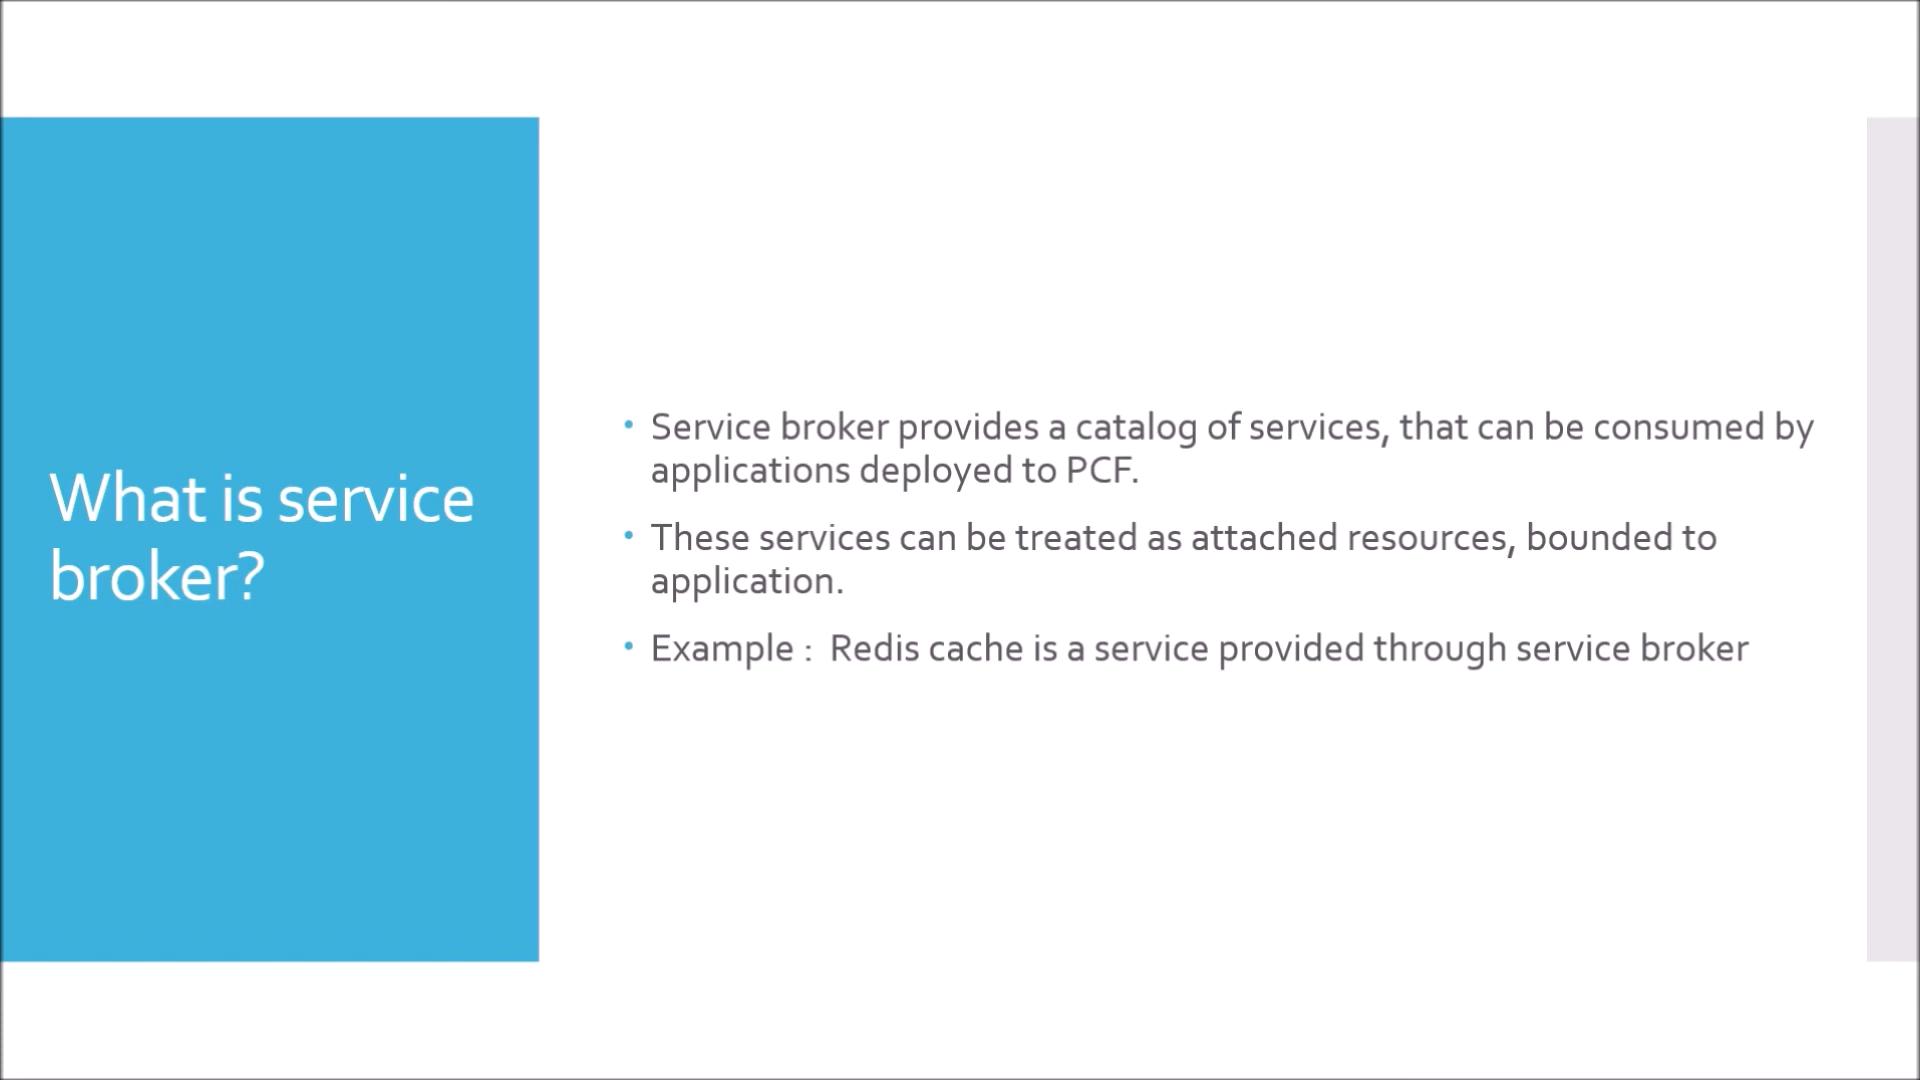 What is service
broker?
• Service broker provides a catalog of services, that can be consumed by
applications deployed to PCF.
• These services can be treated as attached resources, bounded to
application.
• Example :  Redis cache is a service provided through service broker